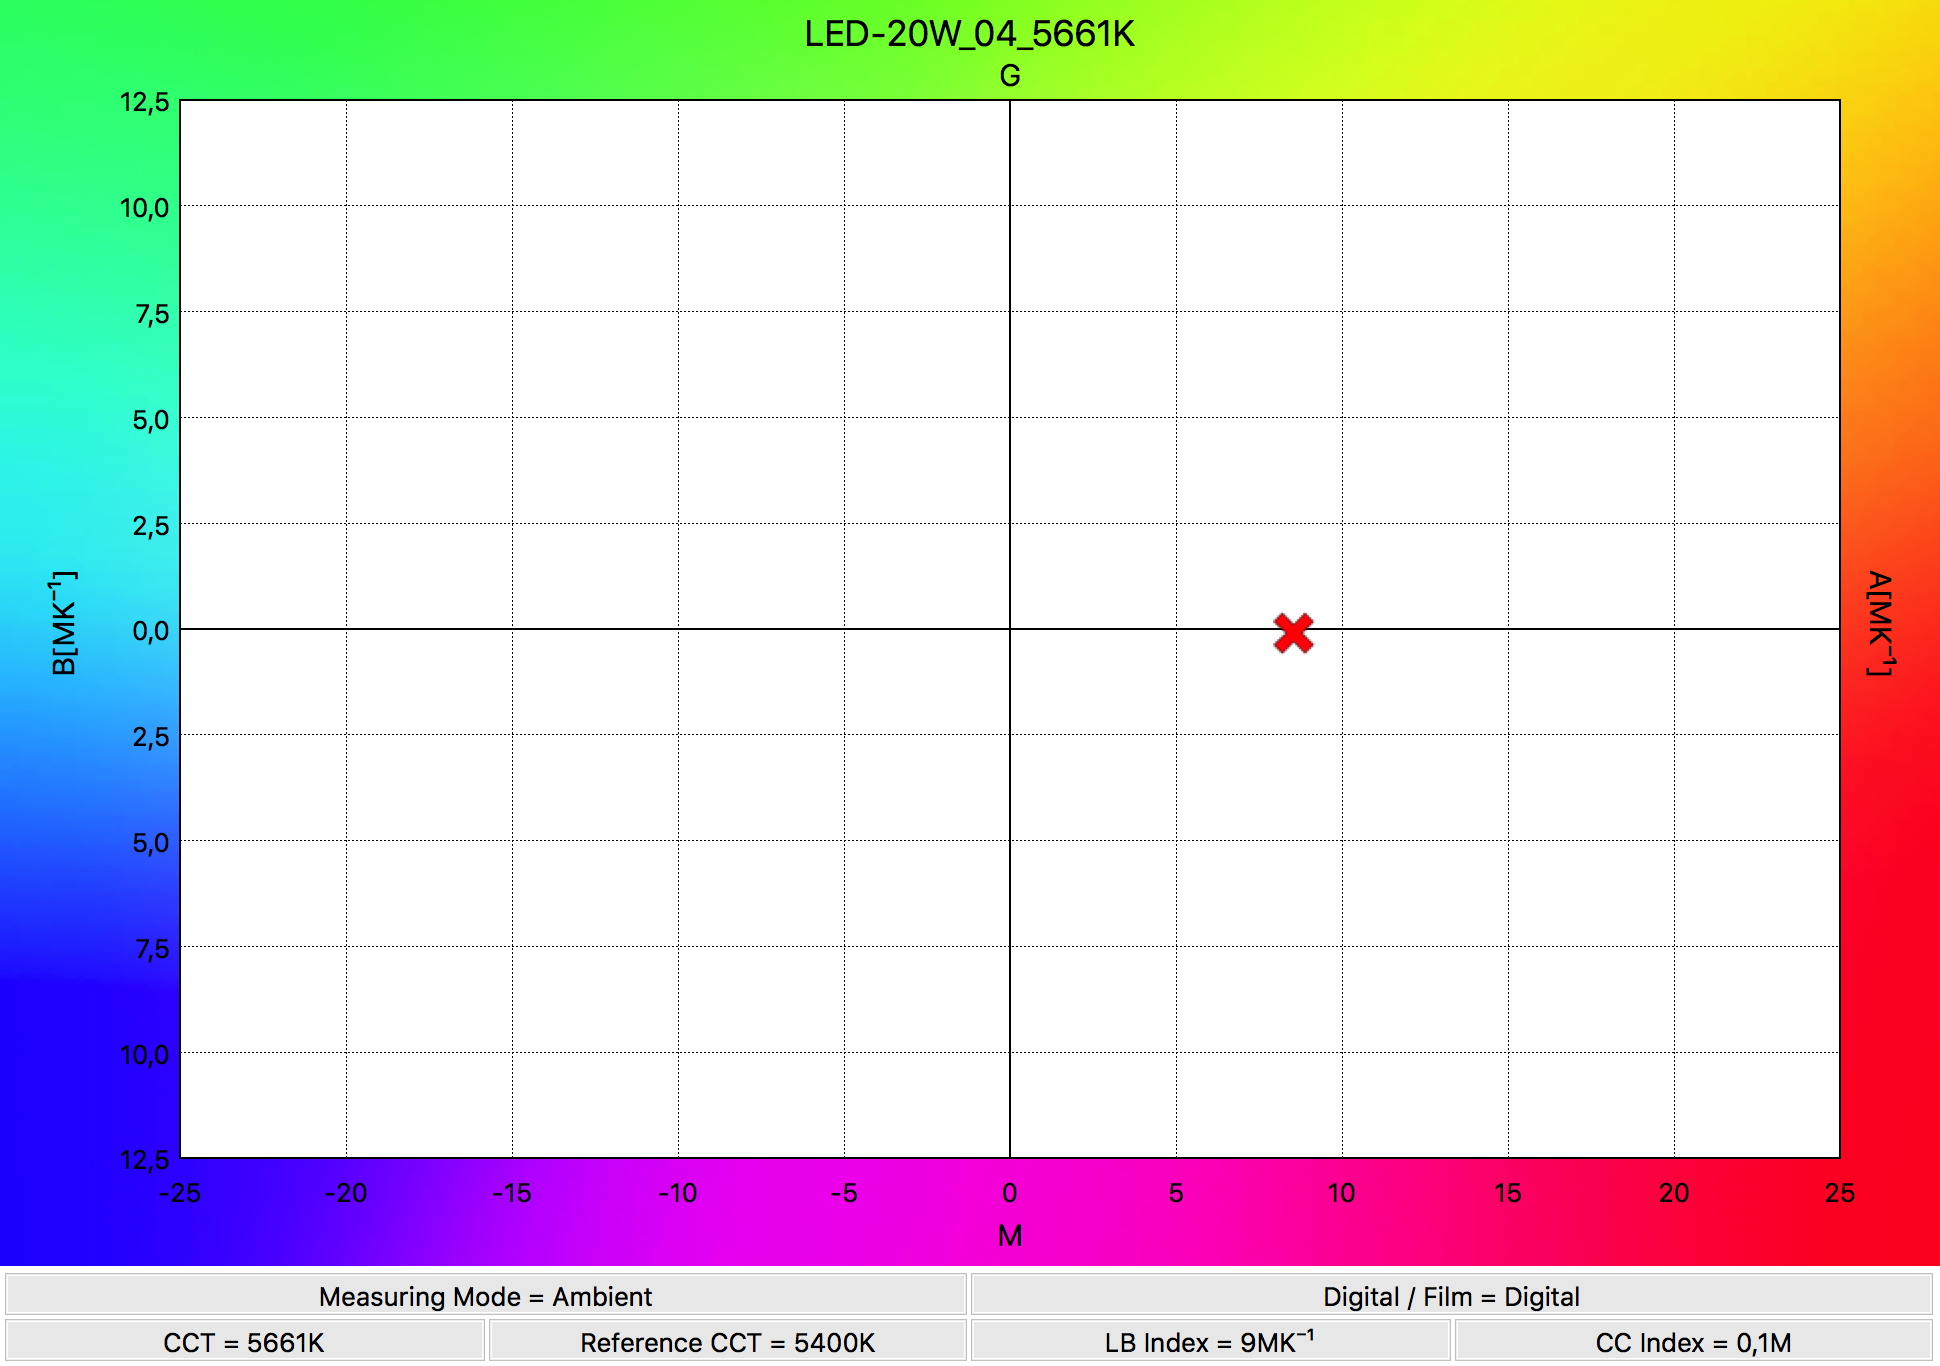 LED-20W_04_5661K
G
12,5
10,0
7,5
5,0
2,5
0,0
2,5
5,0
7,5
10,0
12,5
B[MK⁻¹]
A[MK⁻¹]
-25 -20 -15 -10 -5 0 5 10 15 20 25
M
Measuring Mode = Ambient Digital / Film = Digital
CCT = 5661K Reference CCT = 5400K LB Index = 9MK⁻¹ CC Index = 0,1M